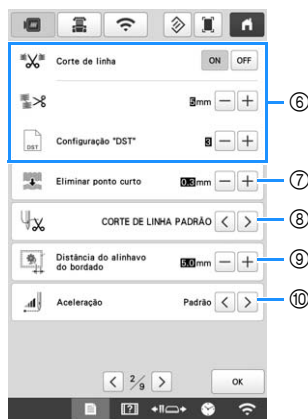 Corte de linha ON OFF
⑥
5mm − +
DST Configuração "DST" 3 − +
Eliminar ponto curto 0.3mm − + ⑦
CORTE DE LINHA PADRÃO < > ⑧
Distância do alinhavo
do bordado 5.0mm − + ⑨
Aceleração Padrão < > ⑩
< 2/9 > OK